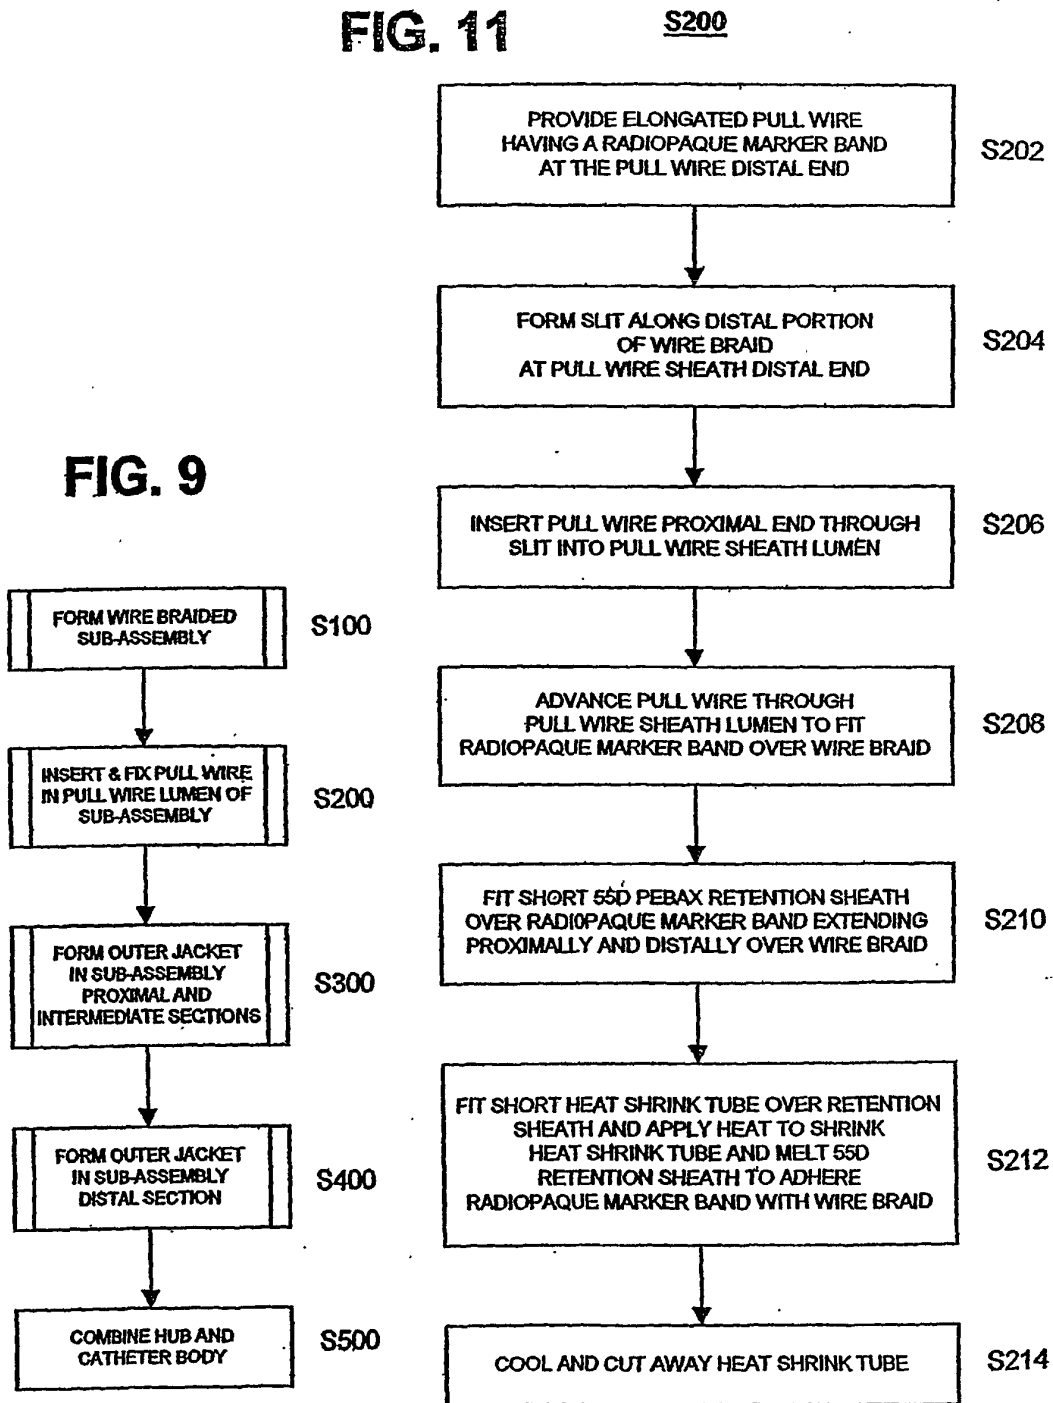 FIG. 11
S200
PROVIDE ELONGATED PULL WIRE
HAVING A RADIOPAQUE MARKER BAND
AT THE PULL WIRE DISTAL END
S202
FORM SLIT ALONG DISTAL PORTION
OF WIRE BRAID
AT PULL WIRE SHEATH DISTAL END
S204
INSERT PULL WIRE PROXIMAL END THROUGH
SLIT INTO PULL WIRE SHEATH LUMEN
S206
ADVANCE PULL WIRE THROUGH
PULL WIRE SHEATH LUMEN TO FIT
RADIOPAQUE MARKER BAND OVER WIRE BRAID
S208
FIT SHORT 55D PEBAX RETENTION SHEATH
OVER RADIOPAQUE MARKER BAND EXTENDING
PROXIMALLY AND DISTALLY OVER WIRE BRAID
S210
FIT SHORT HEAT SHRINK TUBE OVER RETENTION
SHEATH AND APPLY HEAT TO SHRINK
HEAT SHRINK TUBE AND MELT 55D
RETENTION SHEATH TO ADHERE
RADIOPAQUE MARKER BAND WITH WIRE BRAID
S212
COOL AND CUT AWAY HEAT SHRINK TUBE
S214
FIG. 9
FORM WIRE BRAIDED
SUB-ASSEMBLY
S100
INSERT & FIX PULL WIRE
IN PULL WIRE LUMEN OF
SUB-ASSEMBLY
S200
FORM OUTER JACKET
IN SUB-ASSEMBLY
PROXIMAL AND
INTERMEDIATE SECTIONS
S300
FORM OUTER JACKET
IN SUB-ASSEMBLY
DISTAL SECTION
S400
COMBINE HUB AND
CATHETER BODY
S500